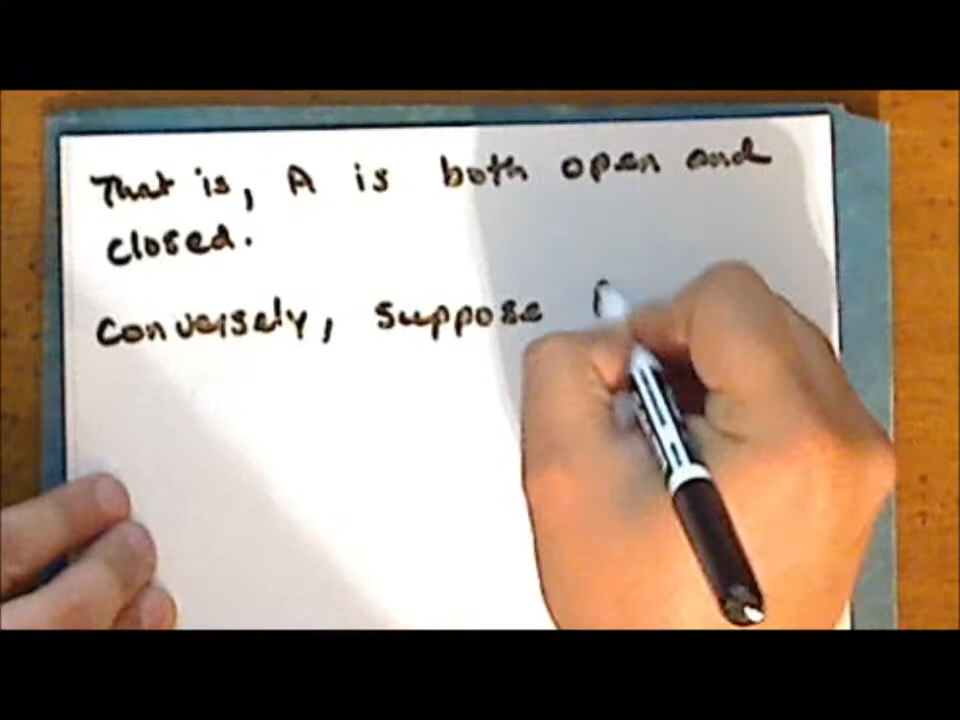 That is, A is both open and
closed.
Conversely, suppose